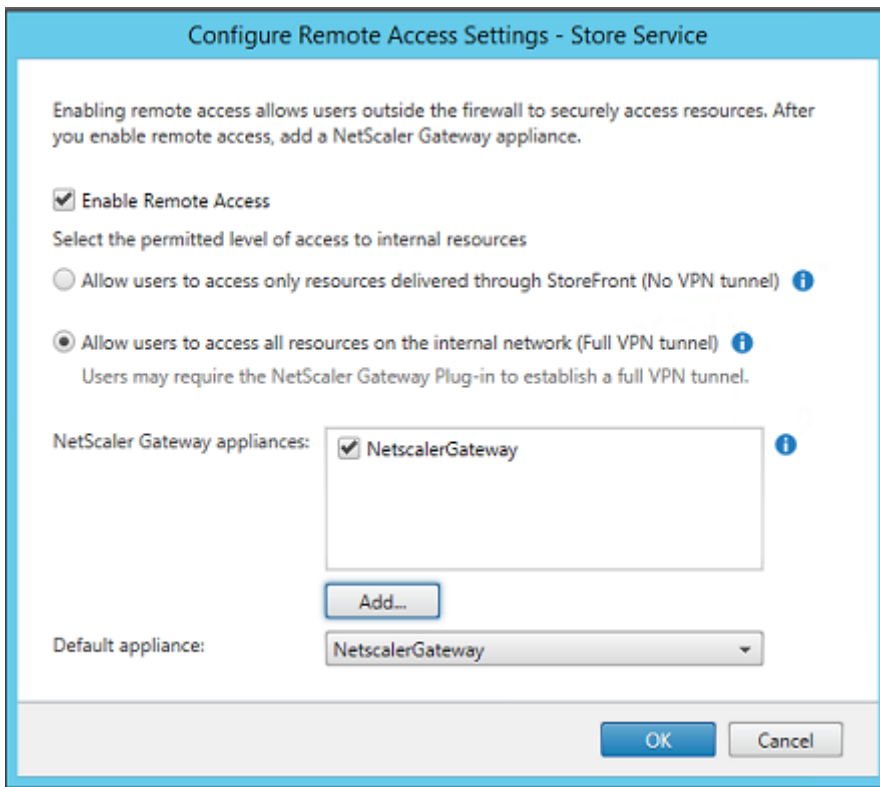 Configure Remote Access Settings - Store Service
Enabling remote access allows users outside the firewall to securely access resources. After
you enable remote access, add a NetScaler Gateway appliance.
Enable Remote Access
Select the permitted level of access to internal resources
Allow users to access only resources delivered through StoreFront (No VPN tunnel)
Allow users to access all resources on the internal network (Full VPN tunnel)
Users may require the NetScaler Gateway Plug-in to establish a full VPN tunnel.
NetScaler Gateway appliances:
NetscalerGateway
Add...
Default appliance:
NetscalerGateway
OK
Cancel